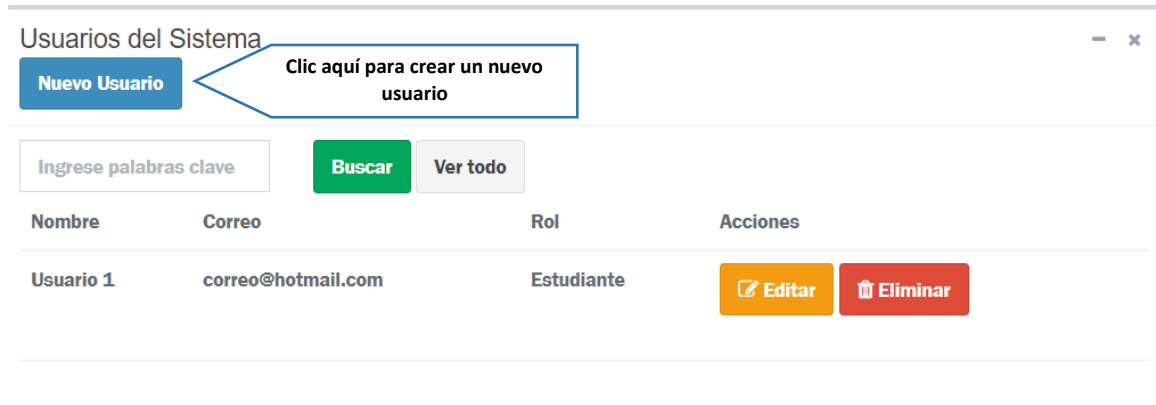 Usuarios del Sistema
Nuevo Usuario
Clic aquí para crear un nuevo
usuario
Ingrese palabras clave Buscar Ver todo
Nombre Correo Rol Acciones
Usuario 1 correo@hotmail.com Estudiante Editar Eliminar